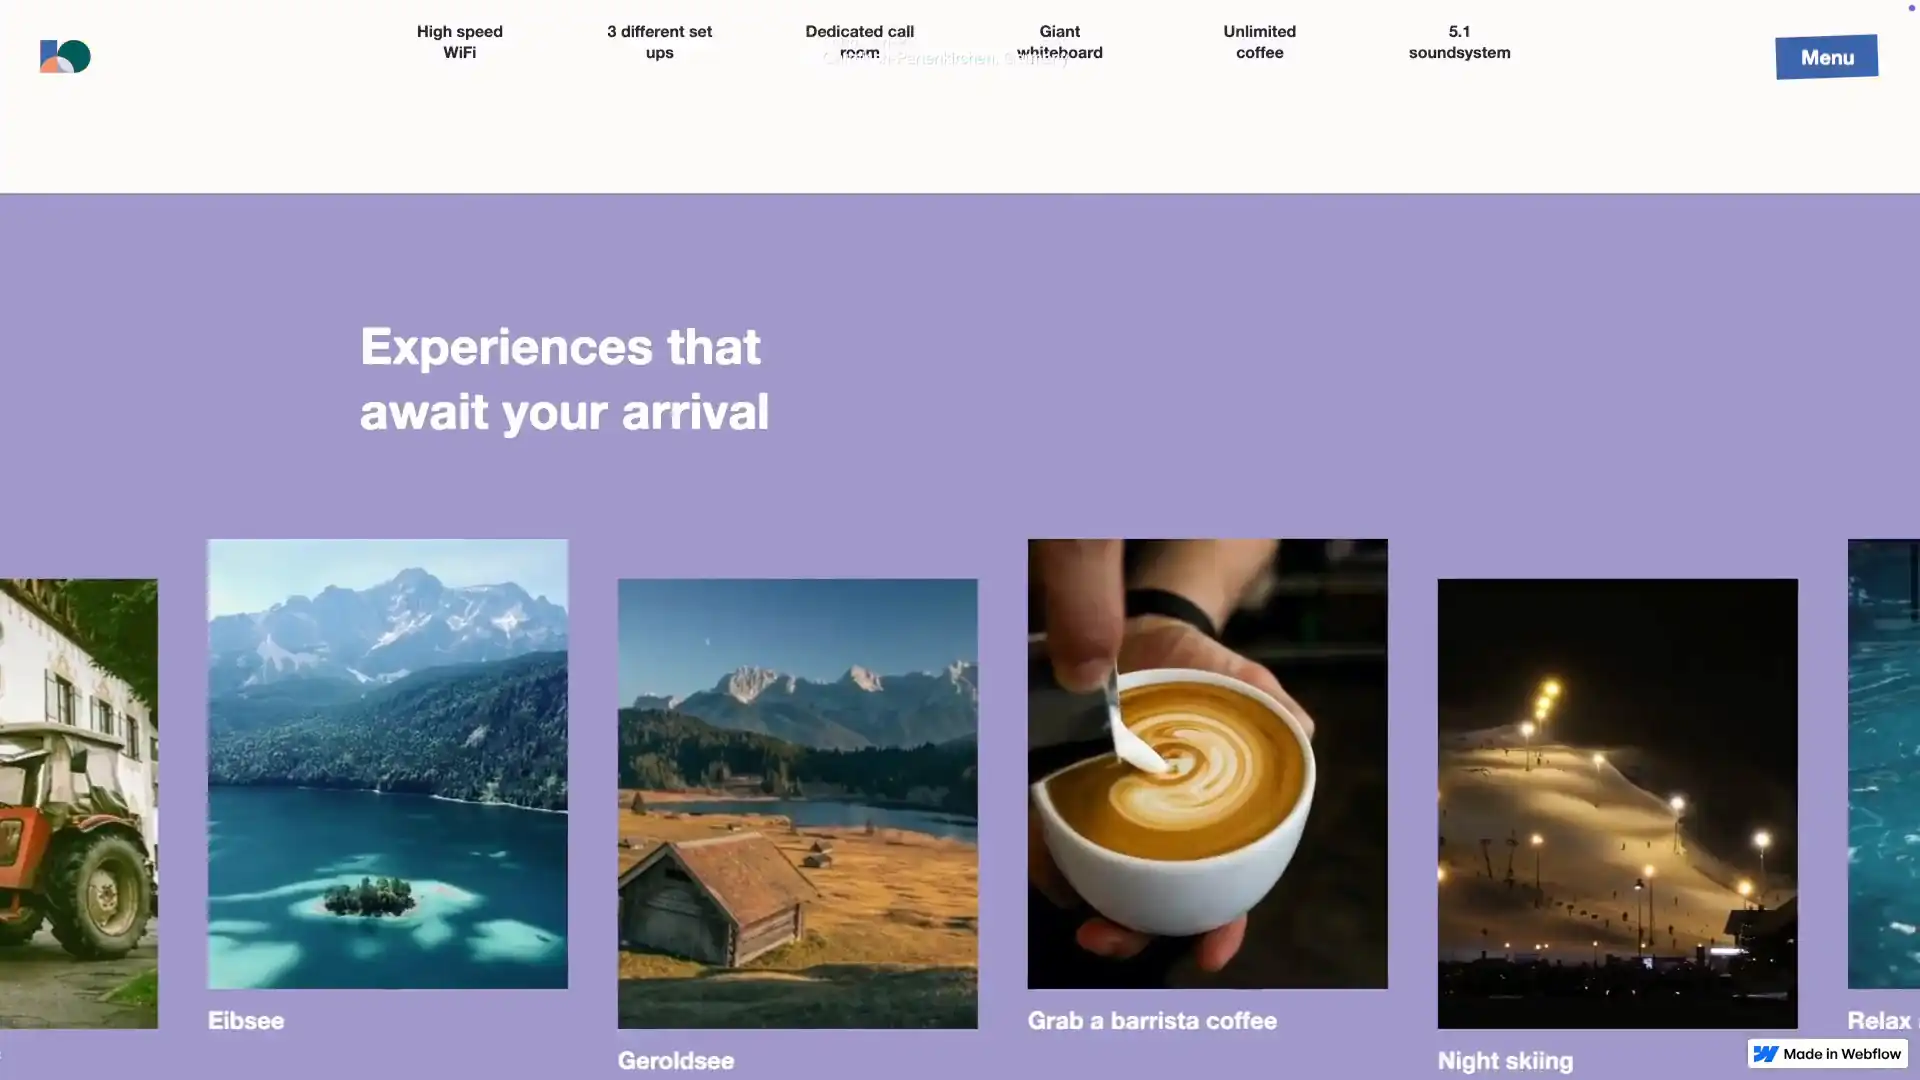 High speed
WiFi
3 different set
ups
Dedicated call
room
Giant
whiteboard
Unlimited
coffee
5.1
soundsystem
Menu
Experiences that
await your arrival
Eibsee
Geroldsee
Grab a barrista coffee
Night skiing
Relax
Made in Webflow